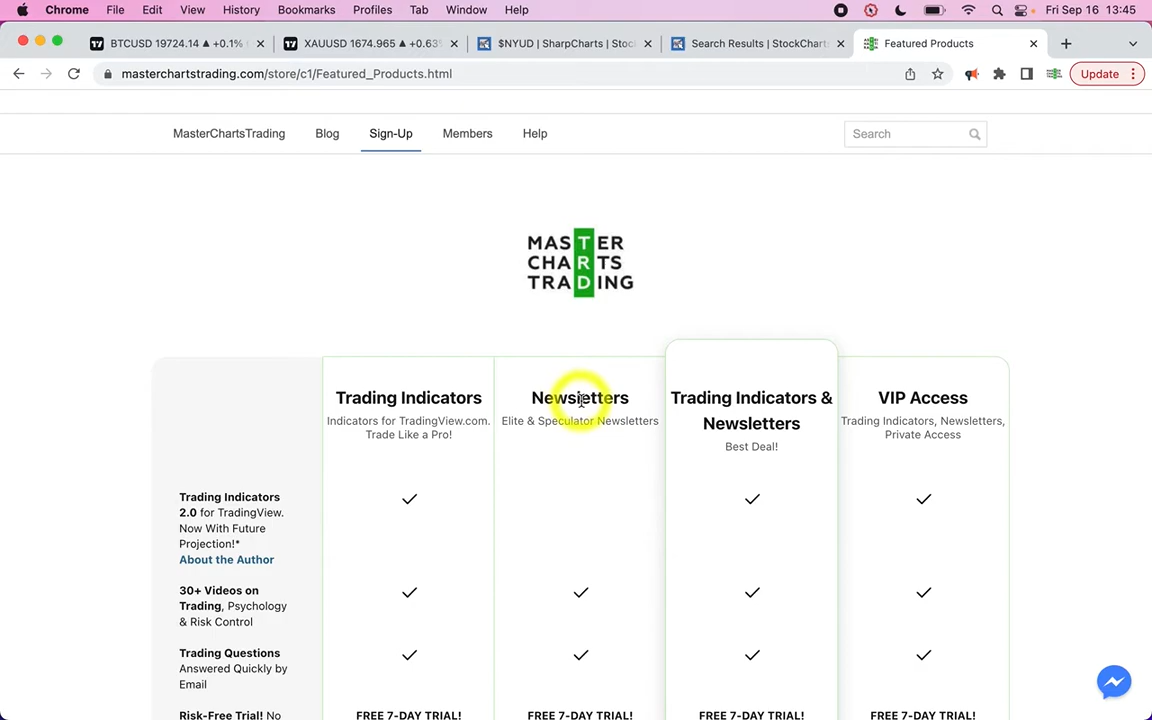 Chrome File Edit View History Bookmarks Profiles Tab Window Help Fri Sep 16 13:45
BTCUSD 19724.14 ▲ +0.1% XAUUSD 1674.965 ▲ +0.63% $NYUD | SharpCharts | Stock Search Results | StockChart Featured Products
masterchartstrading.com/store/c1/Featured_Products.html Update
MasterChartsTrading Blog Sign-Up Members Help Search
MASTER
CHARTS
TRADING
Trading Indicators
Indicators for TradingView.com.
Trade Like a Pro!
Newsletters
Elite & Speculator Newsletters
Trading Indicators &
Newsletters
Best Deal!
VIP Access
Trading Indicators, Newsletters,
Private Access
Trading Indicators
2.0 for TradingView.
Now With Future
Projection!*
About the Author
30+ Videos on
Trading, Psychology
& Risk Control
Trading Questions
Answered Quickly by
Email
Risk-Free Trial! No
FREE 7-DAY TRIAL! FREE 7-DAY TRIAL! FREE 7-DAY TRIAL! FREE 7-DAY TRIAL!